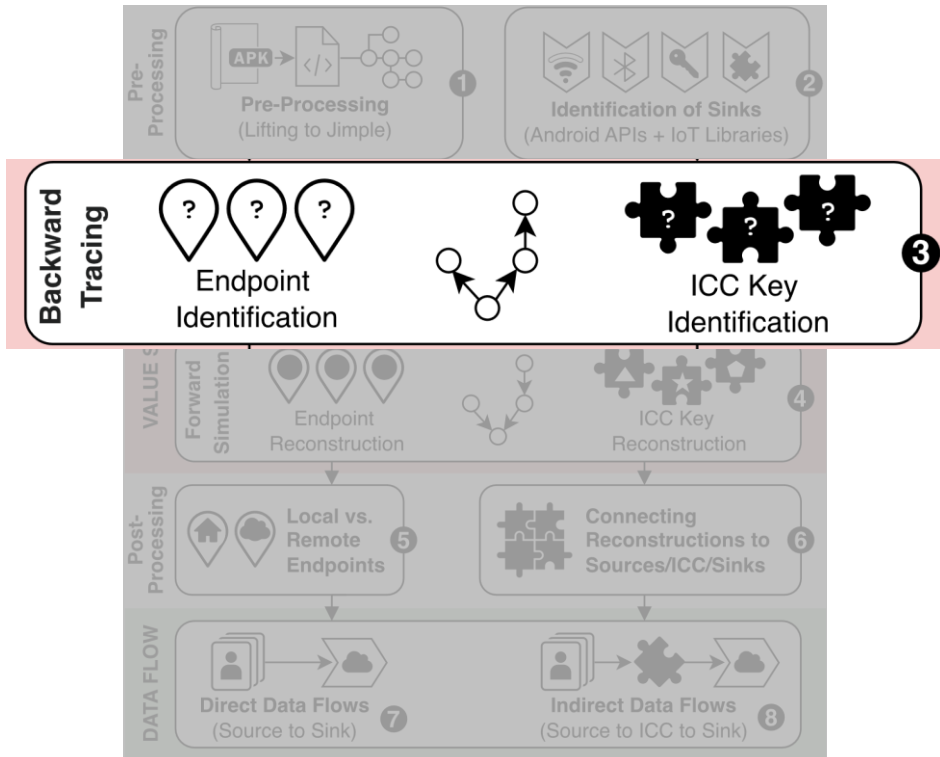 Pre-
Processing
APK
</>
1
Pre-Processing
(Lifting to Jimple)
2
Identification of Sinks
(Android APIs + IoT Libraries)
Backward
Tracing
? ? ?
Endpoint
Identification
? ? ?
ICC Key
Identification
3
VALUE S
Forward
Simulation
Endpoint
Reconstruction
ICC Key
Reconstruction
4
Post-
Processing
Local vs.
Remote
Endpoints
5
Connecting
Reconstructions to
Sources/ICC/Sinks
6
DATA FLOW
Direct Data Flows
(Source to Sink)
7
Indirect Data Flows
(Source to ICC to Sink)
8